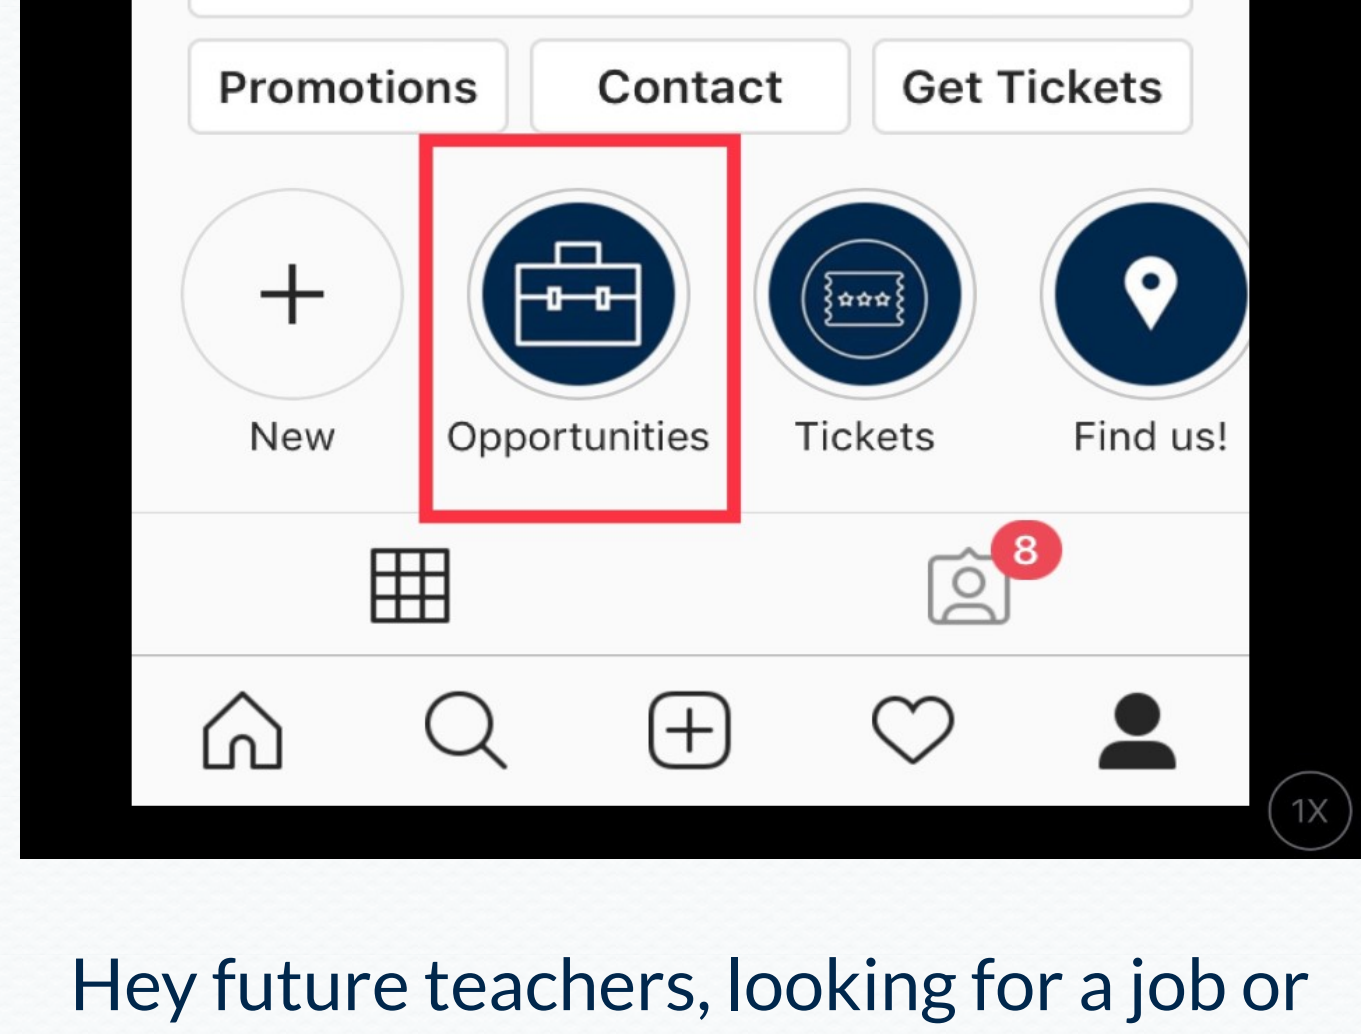 Promotions Contact Get Tickets
New Opportunities Tickets Find us!
8
1X
Hey future teachers, looking for a job or